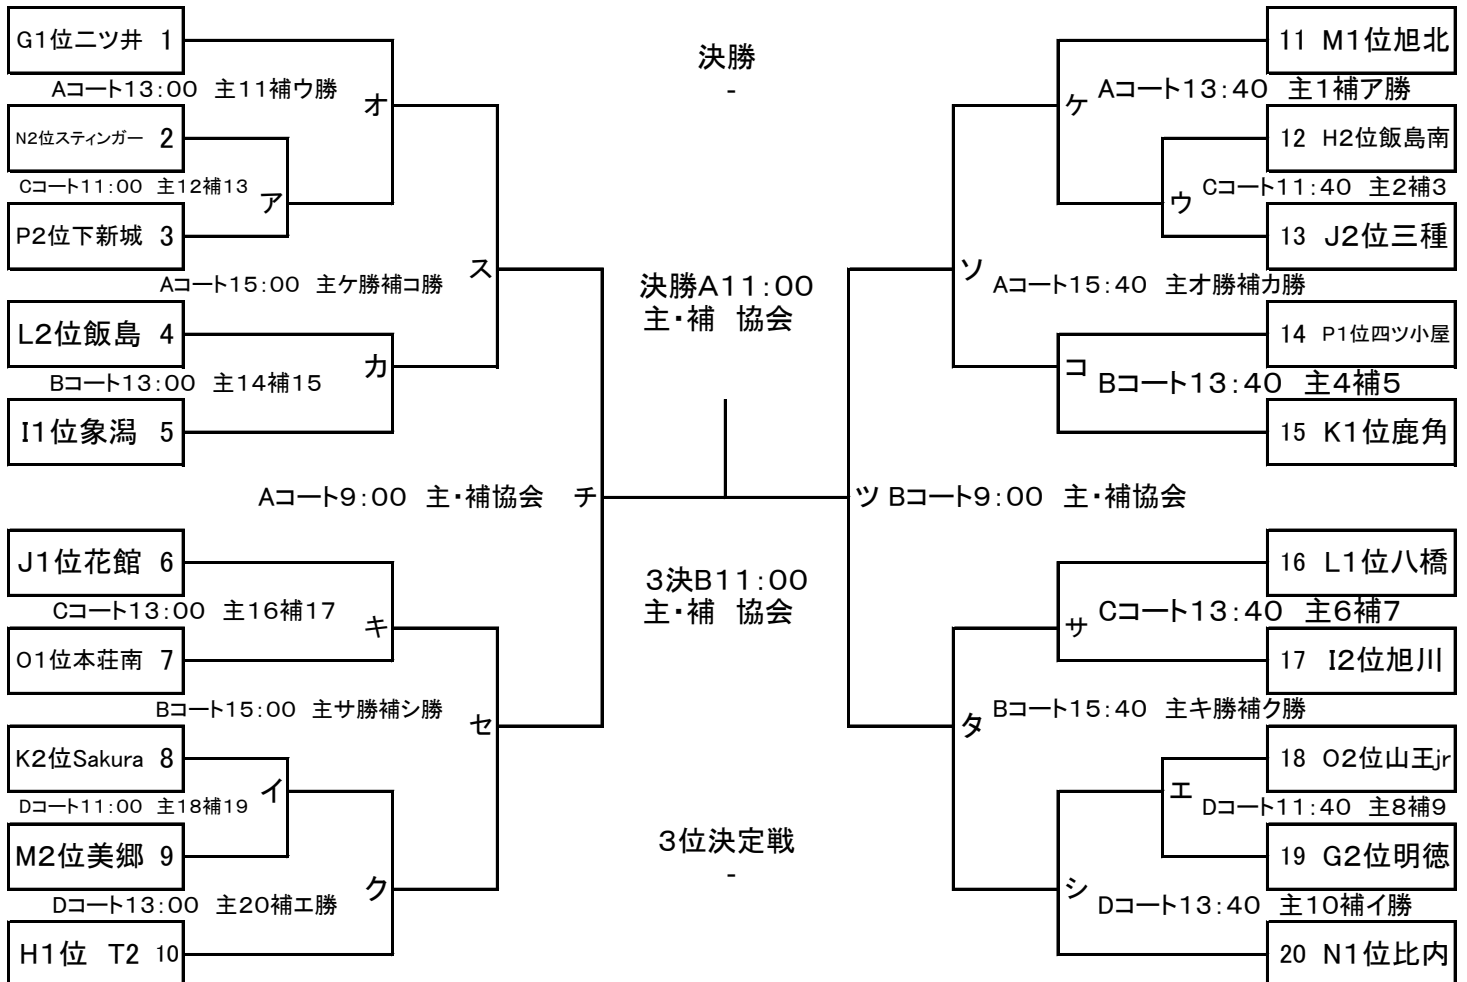 G1位二ツ井 1
Aコート13:00 主11補ウ勝
オ
N2位スティンガー 2
Cコート11:00 主12補13
ア
P2位下新城 3
Aコート15:00 主ケ勝補コ勝
ス
L2位飯島 4
Bコート13:00 主14補15
カ
I1位象潟 5
Aコート9:00 主・補協会 チ
J1位花館 6
Cコート13:00 主16補17
キ
O1位本荘南 7
Bコート15:00 主サ勝補シ勝
セ
K2位Sakura 8
Dコート11:00 主18補19
イ
M2位美郷 9
Dコート13:00 主20補エ勝
ク
H1位 T2 10
決勝
-
決勝A11:00
主・補 協会
3決B11:00
主・補 協会
3位決定戦
-
11 M1位旭北
ケ Aコート13:40 主1補ア勝
12 H2位飯島南
ウ Cコート11:40 主2補3
13 J2位三種
ソ Aコート15:40 主オ勝補カ勝
14 P1位四ツ小屋
コ Bコート13:40 主4補5
15 K1位鹿角
ツ Bコート9:00 主・補協会
16 L1位八橋
サ Cコート13:40 主6補7
17 I2位旭川
タ Bコート15:40 主キ勝補ク勝
18 O2位山王jr
エ Dコート11:40 主8補9
19 G2位明徳
シ Dコート13:40 主10補イ勝
20 N1位比内